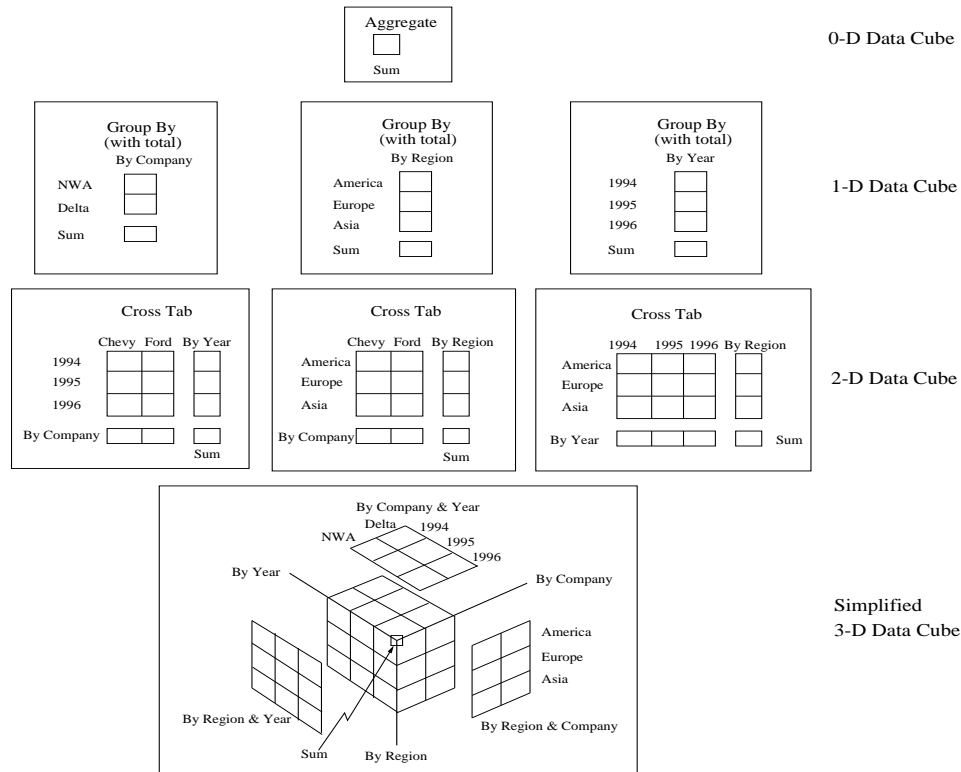 Aggregate
Sum
0-D Data Cube
Group By
(with total)
By Company
NWA
Delta
Sum
Group By
(with total)
By Region
America
Europe
Asia
Sum
Group By
(with total)
By Year
1994
1995
1996
Sum
1-D Data Cube
Cross Tab
Chevy Ford By Year
1994
1995
1996
By Company
Sum
Cross Tab
Chevy Ford By Region
America
Europe
Asia
By Company
Sum
Cross Tab
1994 1995 1996 By Region
America
Europe
Asia
By Year Sum
2-D Data Cube
By Company & Year
Delta 1994
NWA 1995
1996
By Year
By Company
America
Europe
Asia
By Region & Year
By Region & Company
Sum
By Region
Simplified
3-D Data Cube